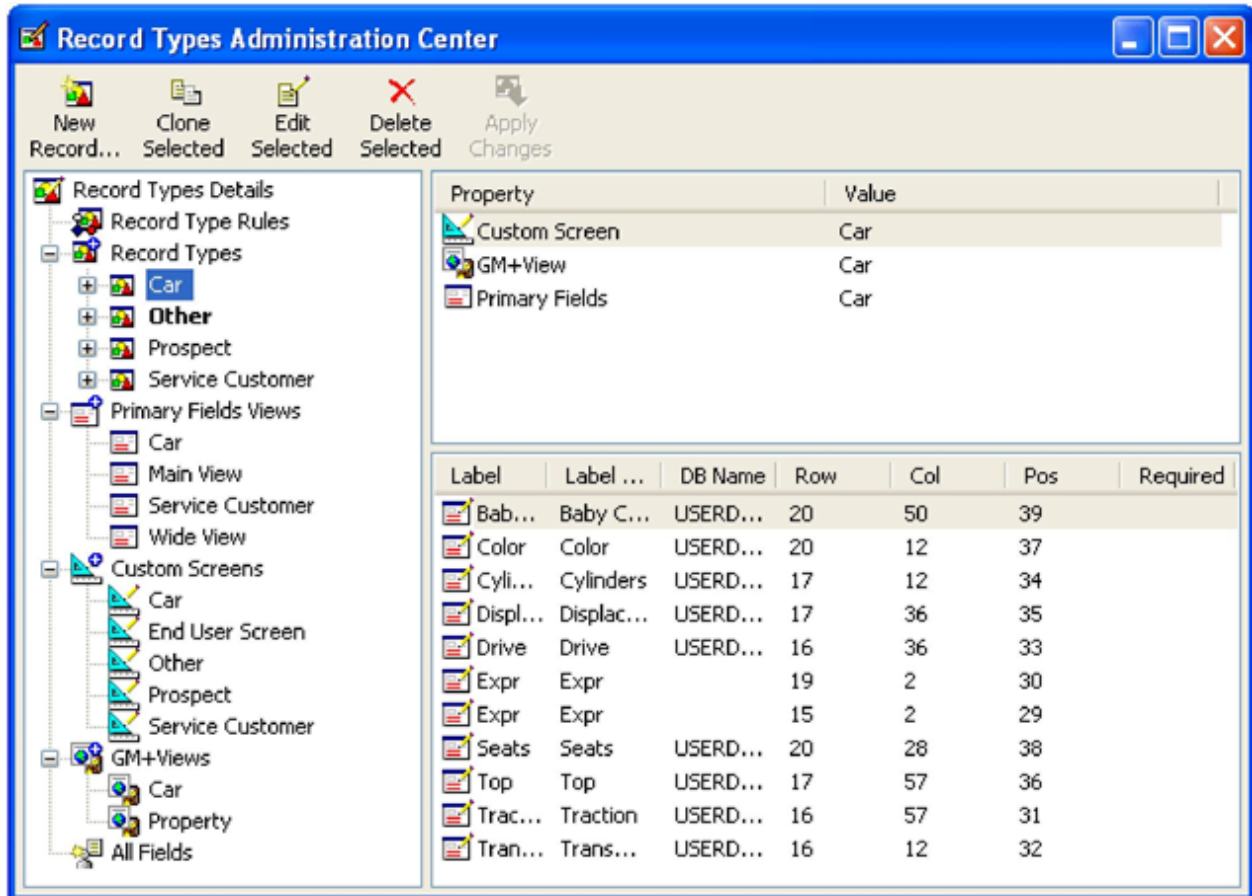 Record Types Administration Center
New Record... Clone Selected Edit Selected Delete Selected Apply Changes
Record Types Details
Record Type Rules
Record Types
Car
Other
Prospect
Service Customer
Primary Fields Views
Car
Main View
Service Customer
Wide View
Custom Screens
Car
End User Screen
Other
Prospect
Service Customer
GM+Views
Car
Property
All Fields
Property Value
Custom Screen Car
GM+View Car
Primary Fields Car
Label Label ... DB Name Row Col Pos Required
Bab... Baby C... USERD... 20 50 39
Color Color USERD... 20 12 37
Cyli... Cylinders USERD... 17 12 34
Displ... Displac... USERD... 17 36 35
Drive Drive USERD... 16 36 33
Expr Expr 19 2 30
Expr Expr 15 2 29
Seats Seats USERD... 20 28 38
Top Top USERD... 17 57 36
Trac... Traction USERD... 16 57 31
Tran... Trans... USERD... 16 12 32